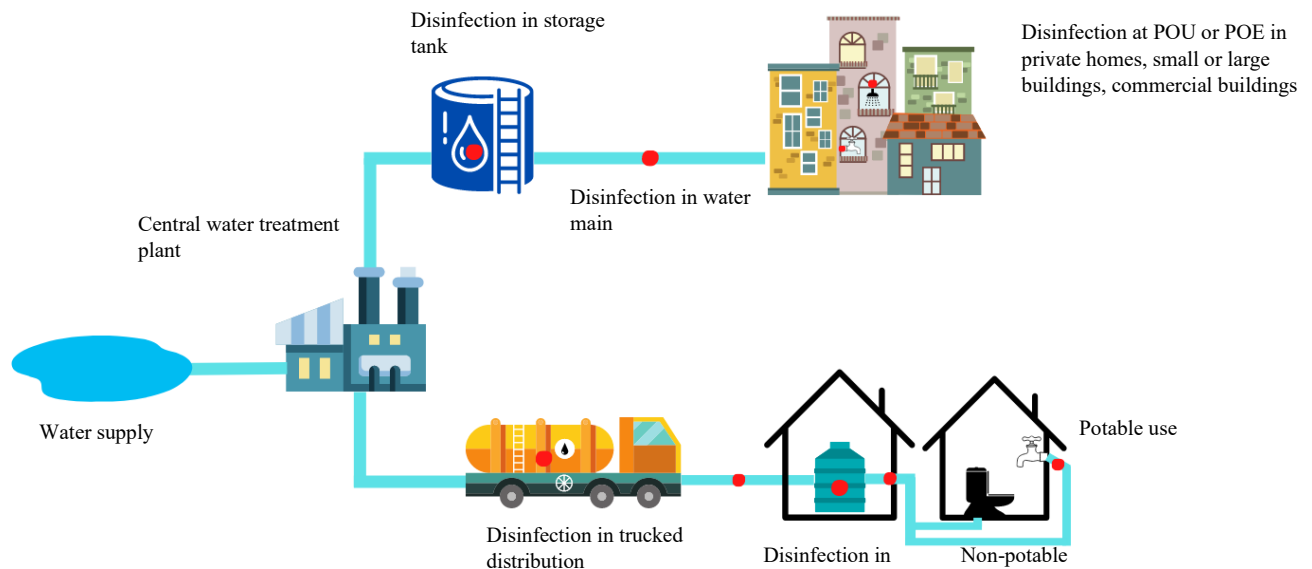 Disinfection in storage
tank
Disinfection at POU or POE in
private homes, small or large
buildings, commercial buildings
Disinfection in water
main
Central water treatment
plant
Water supply
Potable use
Disinfection in trucked
distribution
Disinfection in
Non-potable